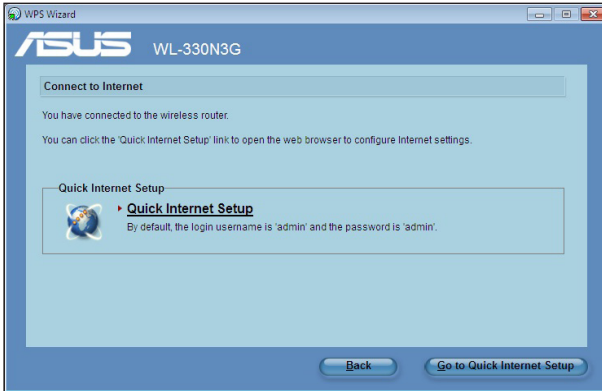 WPS Wizard
ASUS WL-330N3G
Connect to Internet
You have connected to the wireless router.
You can click the 'Quick Internet Setup' link to open the web browser to configure Internet settings.
Quick Internet Setup
Quick Internet Setup
By default, the login username is 'admin' and the password is 'admin'.
Back Go to Quick Internet Setup